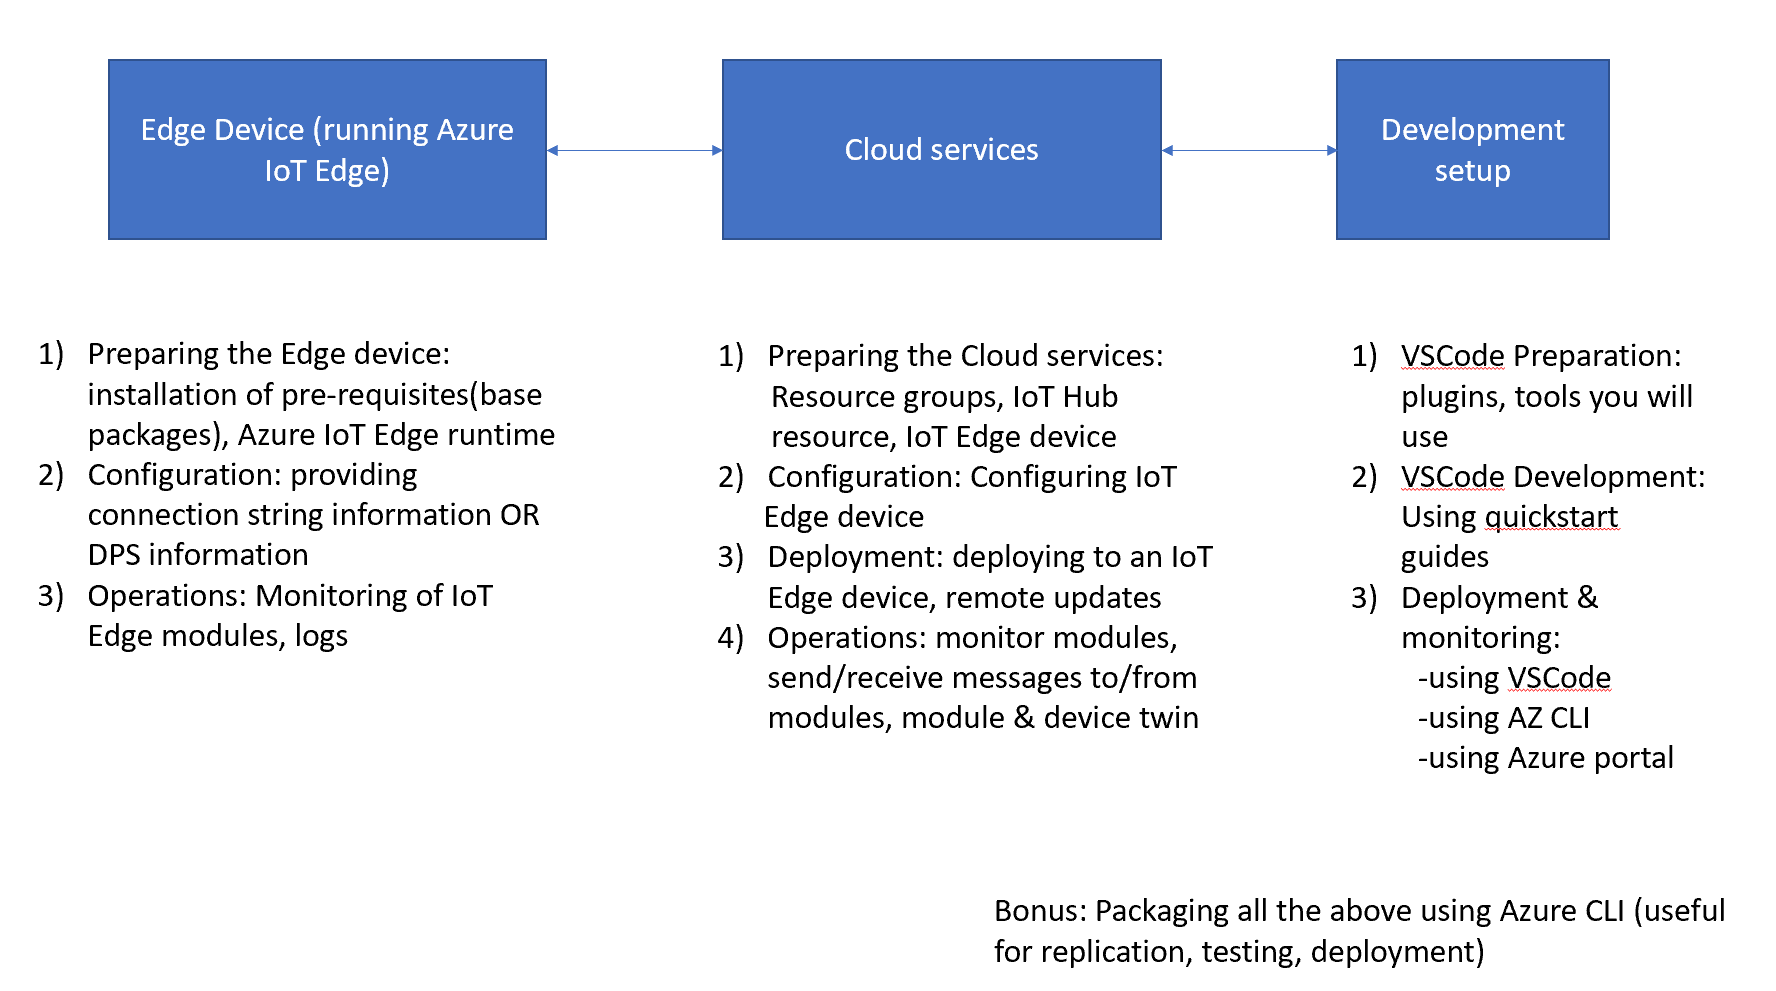 Edge Device (running Azure
IoT Edge)
Cloud services
Development
setup
1) Preparing the Edge device:
installation of pre-requisites(base
packages), Azure IoT Edge runtime
2) Configuration: providing
connection string information OR
DPS information
3) Operations: Monitoring of IoT
Edge modules, logs
1) Preparing the Cloud services:
Resource groups, IoT Hub
resource, IoT Edge device
2) Configuration: Configuring IoT
Edge device
3) Deployment: deploying to an IoT
Edge device, remote updates
4) Operations: monitor modules,
send/receive messages to/from
modules, module & device twin
1) VSCode Preparation:
plugins, tools you will
use
2) VSCode Development:
Using quickstart
guides
3) Deployment &
monitoring:
-using VSCode
-using AZ CLI
-using Azure portal
Bonus: Packaging all the above using Azure CLI (useful
for replication, testing, deployment)